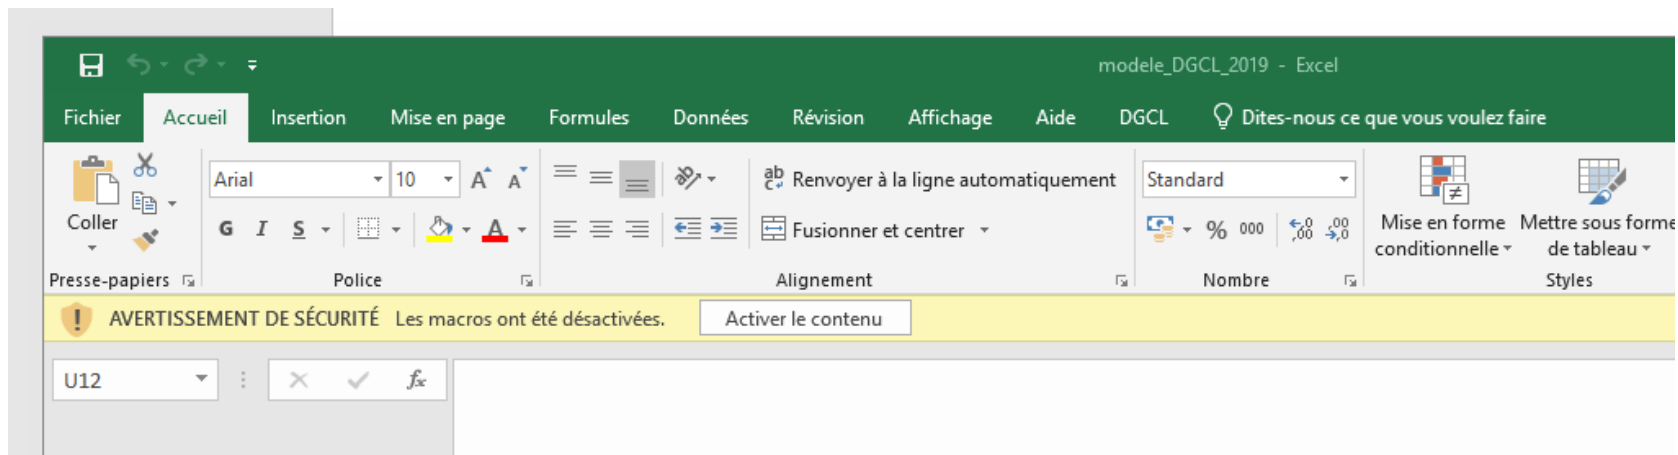 modele_DGCL_2019 - Excel
Fichier Accueil Insertion Mise en page Formules Données Révision Affichage Aide DGCL Dites-nous ce que vous voulez faire
Arial 10 Renvoyer à la ligne automatiquement Standard
Coller G I S A Fusionner et centrer % 000 Mise en forme conditionnelle Mettre sous forme de tableau
Presse-papiers Police Alignement Nombre Styles
AVERTISSEMENT DE SÉCURITÉ Les macros ont été désactivées. Activer le contenu
U12 fx